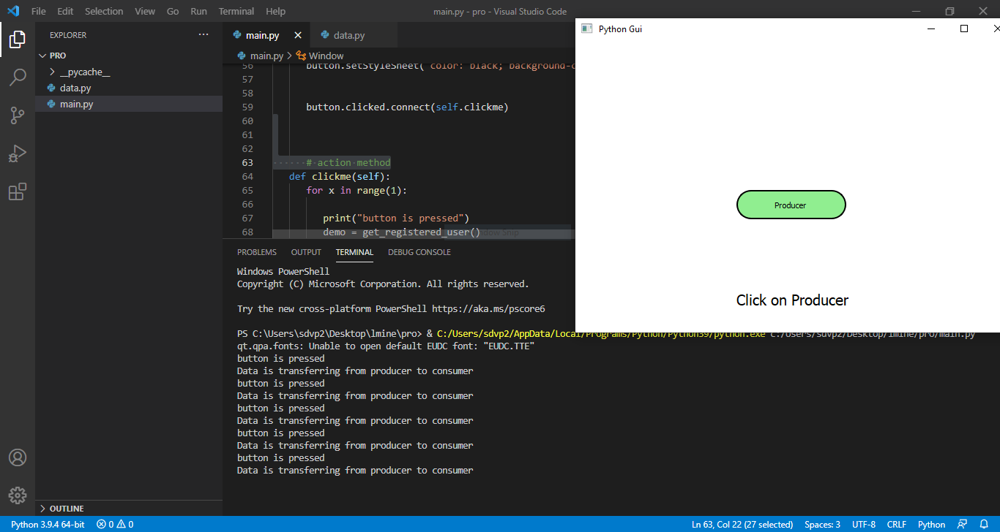 File Edit Selection View Go Run Terminal Help
main.py - pro - Visual Studio Code
EXPLORER
PRO
__pycache__
data.py
main.py
OUTLINE
main.py
data.py
main.py > Window
56 button.setStyleSheet( color: black; background-c
57
58
59 button.clicked.connect(self.clickme)
60
61
62
63 # action method
64 def clickme(self):
65 for x in range(1):
66
67 print("button is pressed")
68 demo = get_registered_user()
Python Gui
Producer
Click on Producer
PROBLEMS OUTPUT TERMINAL DEBUG CONSOLE
Windows PowerShell
Copyright (C) Microsoft Corporation. All rights reserved.
Try the new cross-platform PowerShell https://aka.ms/pscore6
PS C:\Users\sdvp2\Desktop\lmine\pro> & C:/Users/sdvp2/AppData/Local/Programs/Python/Python39/python.exe c:/Users/sdvp2/Desktop/lmine/pro/main.py
qt.qpa.fonts: Unable to open default EUDC font: "EUDC.TTE"
button is pressed
Data is transferring from producer to consumer
button is pressed
Data is transferring from producer to consumer
button is pressed
Data is transferring from producer to consumer
button is pressed
Data is transferring from producer to consumer
button is pressed
Data is transferring from producer to consumer
Python 3.9.4 64-bit 0 0 Ln 63, Col 22 (27 selected) Spaces: 3 UTF-8 CRLF Python